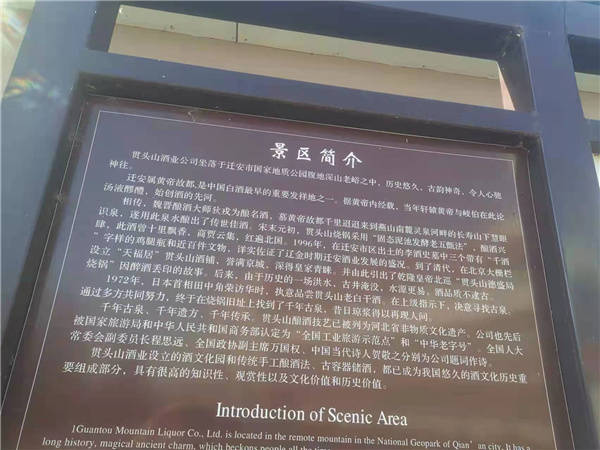 景区简介
贯头山酒业公司坐落于迁安市国家地质公园腹地深山老峪之中，历史悠久，古韵神奇，令人心驰
神往。
迁安属黄帝故都,是中国白酒最早的重要发祥地之一。据黄帝内经载，当年轩辕黄帝与岐伯在此论
汤液醪醴，始创酒的先河。
相传，魏晋酿酒大师狄戎为酿名酒，慕黄帝故都千里迢迢来到燕山南麓灵泉河畔的长寿山下慧眼
识泉，遂用此泉水酿出了传世佳酒。宋末元初，贯头山烧锅采用“固态泥池发酵老五甑法”，酿酒兴
肆，此酒曾十里飘香，高贾云集，红遍北国。1996年，在迁安市区出土的李酒史墓中三个带有“千酒
”字样的鸡腿瓶和近百件文物，详实佐证了辽金时期迁安酒业发展的盛况。到了清代，在北京大栅栏
设立“天福居”贯头山酒铺，誉满京城，深得皇家青睐。并由此引出了乾隆皇帝北巡“贯头山德盛局
烧锅”因醉酒丢印的故事。后来，由于历史的一场洪水、古井淹没，水源更易。酒品质不逮古。
1972年，日本首相田中角荣访华时，执意品尝贯头山老白干酒。在上级指示下，决意寻找古泉。
通过多方共同努力，终于在烧锅旧址上找到了千年古泉，昔日琼浆得以再现人间。
千年古泉、千年遗方、千年传承。贯头山酿酒技艺已被列为河北省非物质文化遗产。公司也先后
被国家旅游局和中华人民共和国商务部认定为“全国工业旅游示范点”和“中华老字号”。全国人大
常委会副委员长程思远、全国政协副主席万国权、中国当代诗人贺敬之分别为公司题词作诗。
贯头山酒业设立的酒文化园和传统手工酿酒法、古容器储酒，都已成为我国悠久的酒文化历史重
要组成部分，具有很高的知识性、观赏性以及文化价值和历史价值。
Introduction of Scenic Area
1Guantou Mountain Liquor Co., Ltd. is located in the remote mountain in the National Geopark of Qian’an city. It has a
long history, magical ancient charm, which beckons people all the time